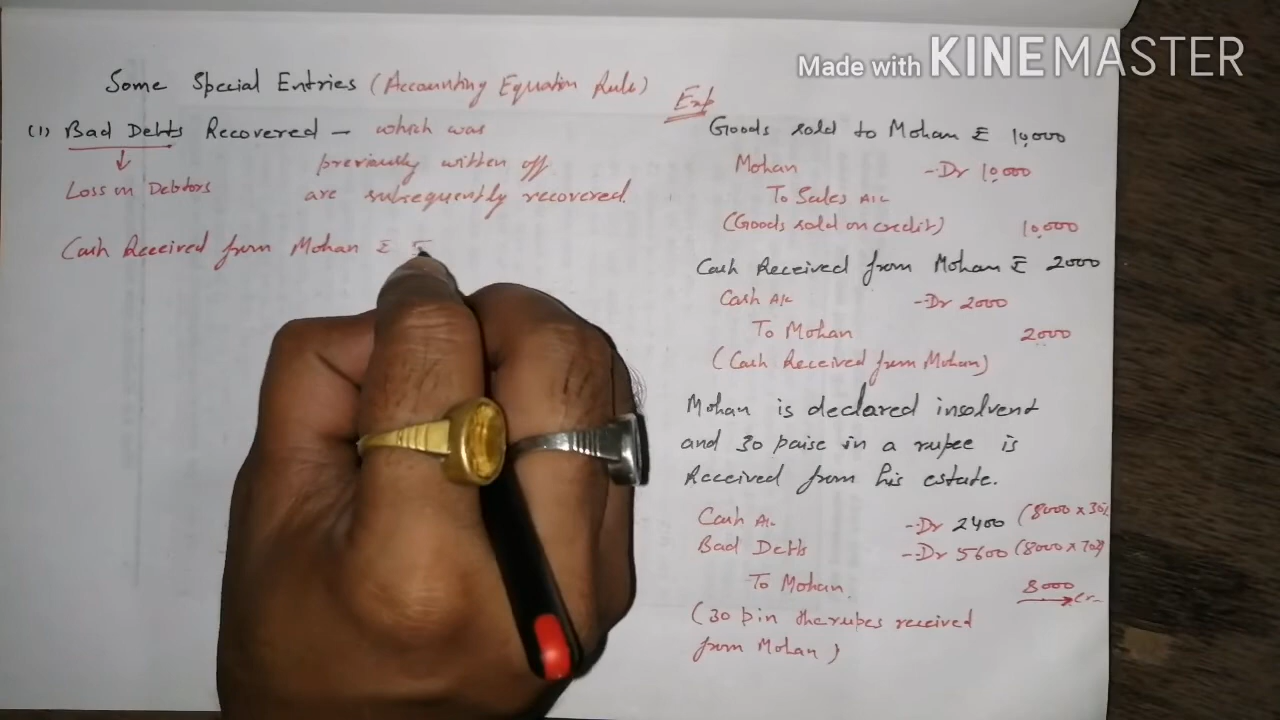 Made with KINEMASTER
Some Special Entries (Accounting Equation Rule)
(1) Bad Debts Recovered — which was
previously written off
are subsequently recovered.
Loss on Debtors
Cash Received from Mohan ₹ 5
Exp
Goods sold to Mohan ₹ 10,000
Mohan -Dr 10,000
To Sales A/c
(Goods sold on credit) 10,000
Cash Received from Mohan ₹ 2000
Cash A/c -Dr 2000
To Mohan 2000
(Cash Received from Mohan)
Mohan is declared insolvent
and 30 paise in a rupee is
Received from his estate.
Cash A/c -Dr 2400 (8000 x 30%
Bad Debts -Dr 5600 (8000 x 70%)
To Mohan 8000
Cr-
(30 p in the rupees received
from Mohan)